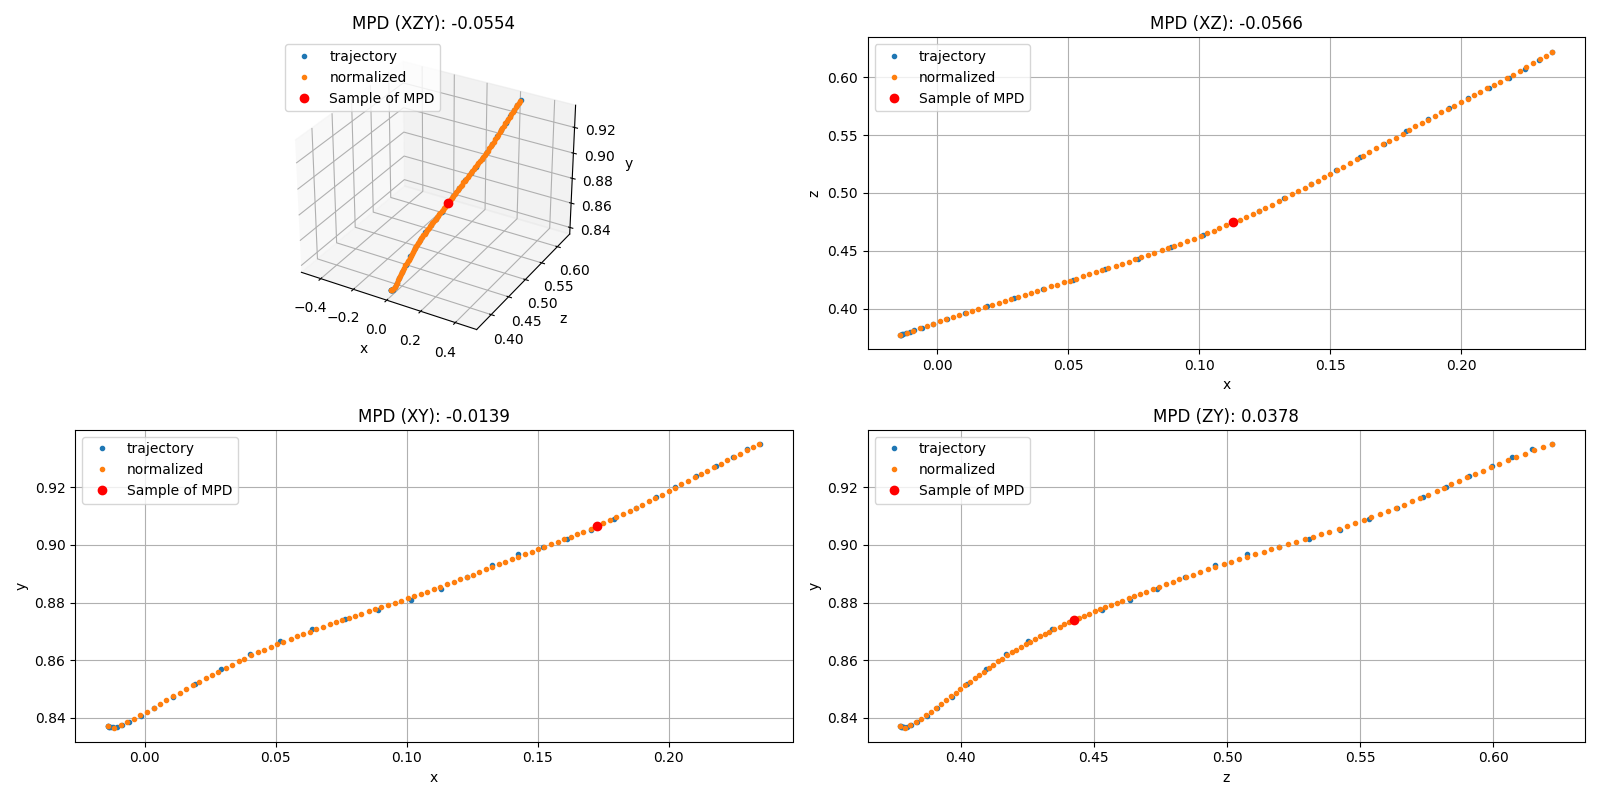 MPD (XZY): -0.0554
trajectory
normalized
Sample of MPD
0.92
0.90
0.88
0.86
0.84
y
0.60
0.55
0.50
0.45
0.40
z
−0.4
−0.2
0.0
0.2
0.4
x
MPD (XZ): -0.0566
trajectory
normalized
Sample of MPD
0.60
0.55
0.50
0.45
0.40
z
0.00 0.05 0.10 0.15 0.20
x
MPD (XY): -0.0139
trajectory
normalized
Sample of MPD
0.92
0.90
0.88
0.86
0.84
y
0.00 0.05 0.10 0.15 0.20
x
MPD (ZY): 0.0378
trajectory
normalized
Sample of MPD
0.92
0.90
0.88
0.86
0.84
y
0.40 0.45 0.50 0.55 0.60
z